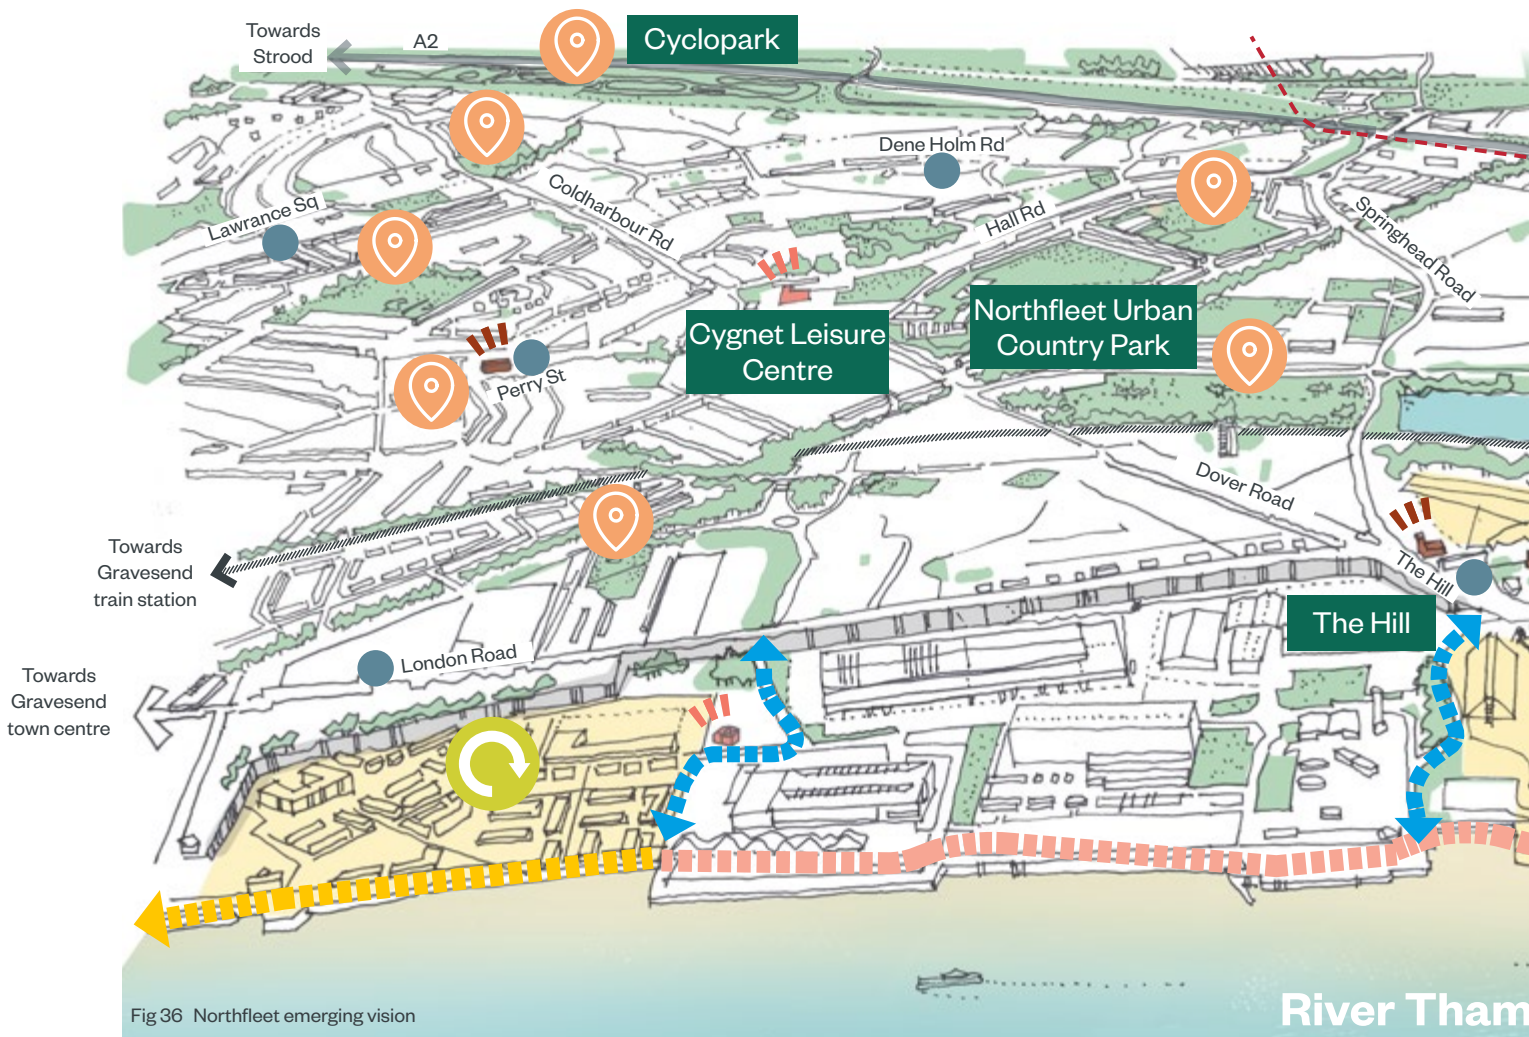 Towards
Strood
A2
Cyclopark
Dene Holm Rd
Lawrance Sq
Coldharbour Rd
Hall Rd
Springhead Road
Cygnet Leisure
Centre
Northfleet Urban
Country Park
Perry St
Dover Road
Towards
Gravesend
train station
The Hill
The Hill
London Road
Towards
Gravesend
town centre
Fig 36 Northfleet emerging vision
River Tham